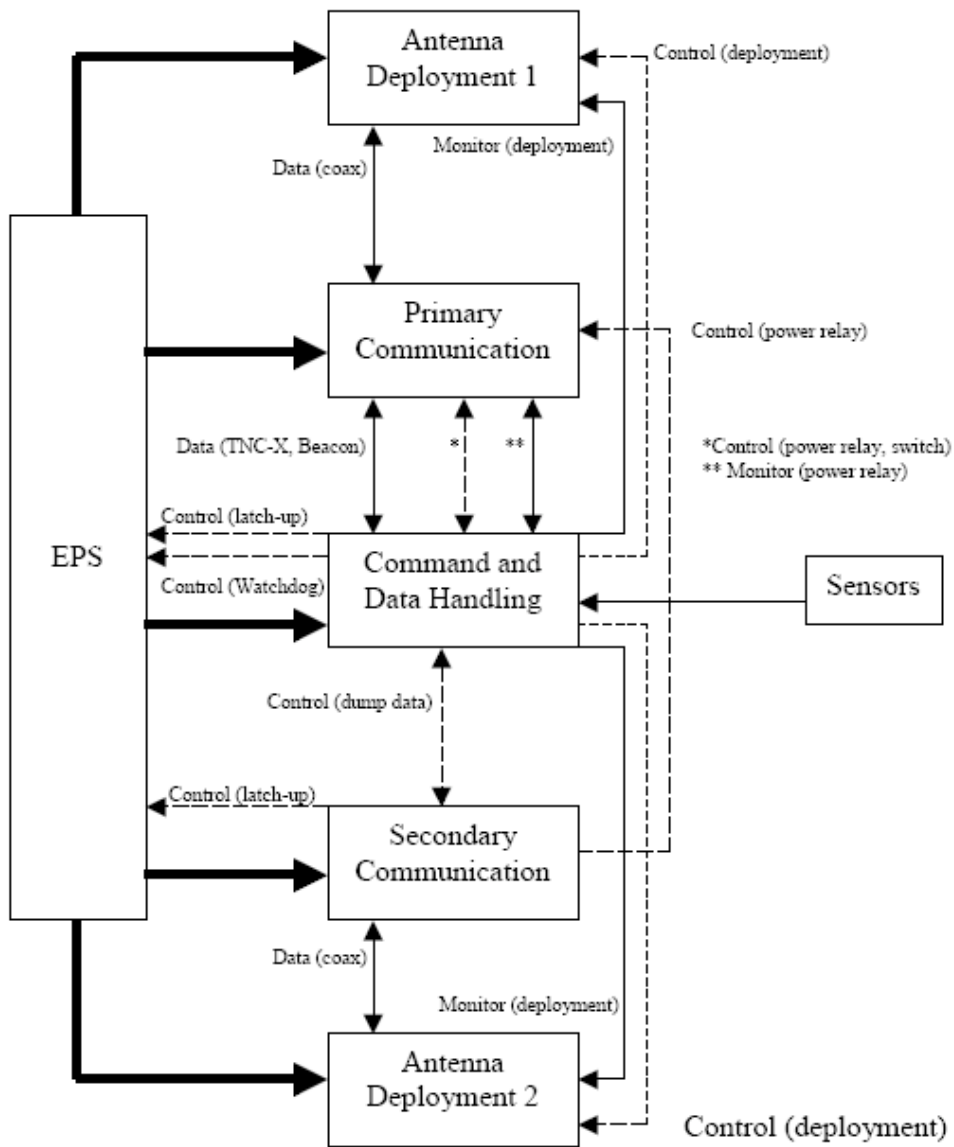 Antenna
Deployment 1
Control (deployment)
Monitor (deployment)
Data (coax)
Primary
Communication
Control (power relay)
Data (TNC-X, Beacon)
*
**
*Control (power relay, switch)
** Monitor (power relay)
Control (latch-up)
EPS
Command and
Data Handling
Sensors
Control (Watchdog)
Control (dump data)
Control (latch-up)
Secondary
Communication
Data (coax)
Monitor (deployment)
Antenna
Deployment 2
Control (deployment)